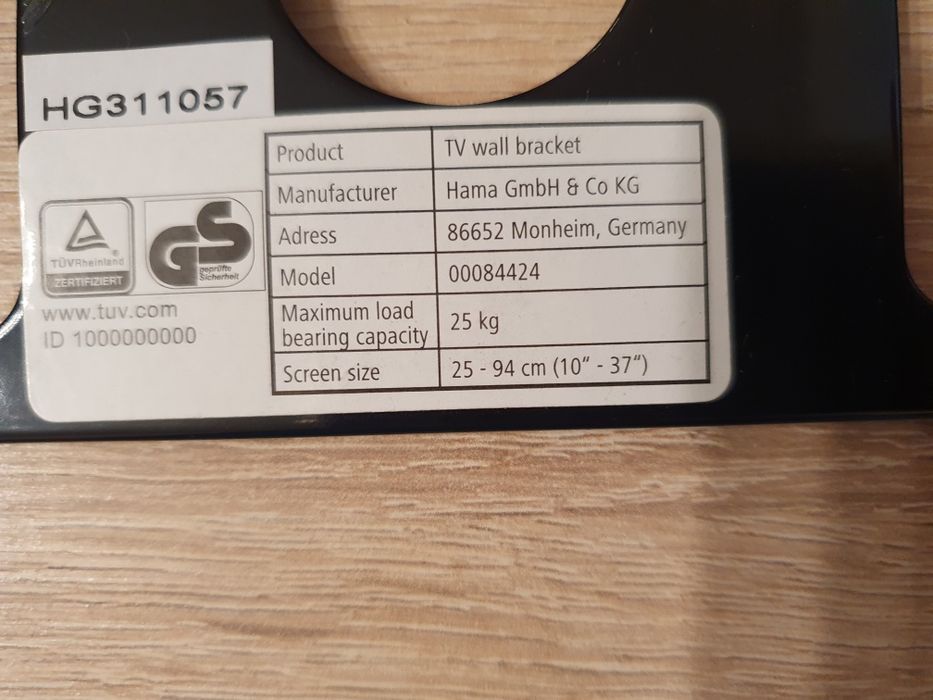 HG311057
Product TV wall bracket
Manufacturer Hama GmbH & Co KG
Adress 86652 Monheim, Germany
Model 00084424
Maximum load
bearing capacity 25 kg
Screen size 25 - 94 cm (10“ - 37“)
TÜVRheinland®
ZERTIFIZIERT
GS
geprüfte
Sicherheit
www.tuv.com
ID 1000000000